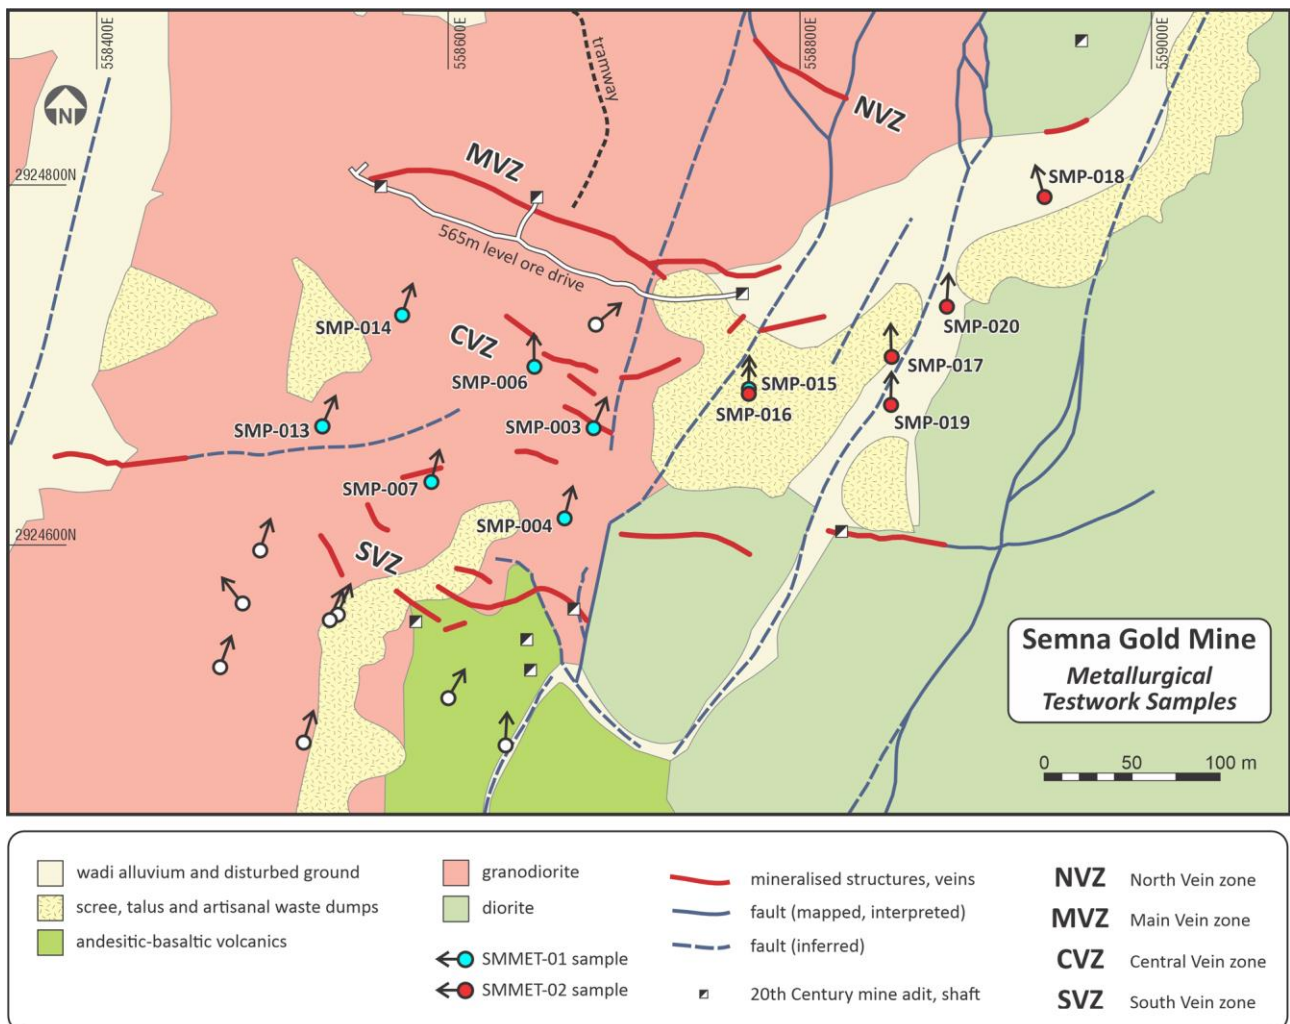 558400E
558600E
558800E
559000E
tramway
N
NVZ
MVZ
2924800N
SMP-018
565m level ore drive
SMP-014
CVZ
SMP-020
SMP-006
SMP-015
SMP-017
SMP-016
SMP-013
SMP-003
SMP-019
SMP-007
SMP-004
2924600N
SVZ
Semna Gold Mine
Metallurgical
Testwork Samples
0 50 100 m
wadi alluvium and disturbed ground
scree, talus and artisanal waste dumps
andesitic-basaltic volcanics
granodiorite
diorite
SMMET-01 sample
SMMET-02 sample
mineralised structures, veins
fault (mapped, interpreted)
fault (inferred)
20th Century mine adit, shaft
NVZ North Vein zone
MVZ Main Vein zone
CVZ Central Vein zone
SVZ South Vein zone